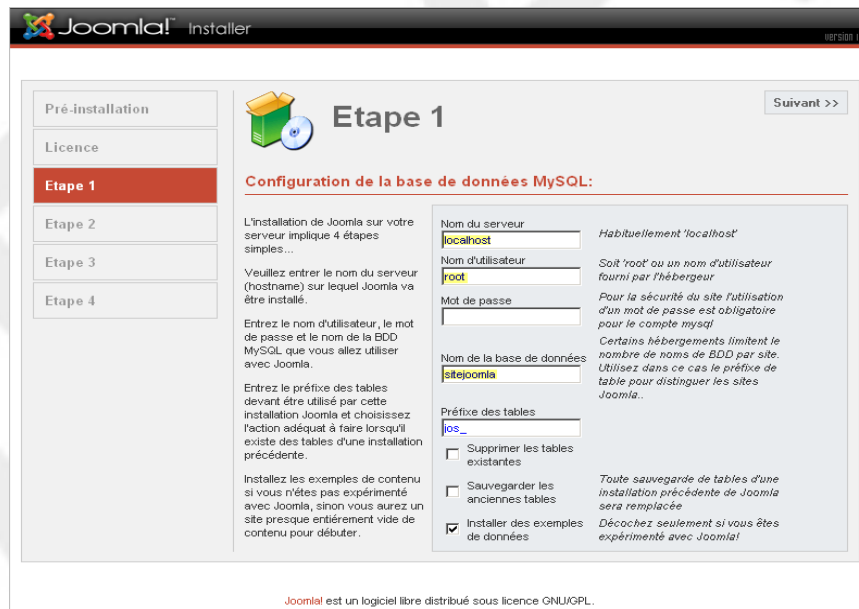 Joomla!™ Installer
version
Pré-installation
Licence
Etape 1
Etape 2
Etape 3
Etape 4
Etape 1
Suivant >>
Configuration de la base de données MySQL:
L'installation de Joomla sur votre
serveur implique 4 étapes
simples...
Veuillez entrer le nom du serveur
(hostname) sur lequel Joomla va
être installé.
Entrez le nom d'utilisateur, le mot
de passe et le nom de la BDD
MySQL que vous allez utiliser
avec Joomla.
Entrez le préfixe des tables
devant être utilisé par cette
installation Joomla et choisissez
l'action adéquat à faire lorsqu'il
existe des tables d'une installation
précédente.
Installez les exemples de contenu
si vous n'êtes pas expérimenté
avec Joomla, sinon vous aurez un
site presque entiérement vide de
contenu pour débuter.
Nom du serveur
localhost
Habituellement 'localhost'
Nom d'utilisateur
root
Soit 'root' ou un nom d'utilisateur
fourni par l'hébergeur
Mot de passe
Pour la sécurité du site l'utilisation
d'un mot de passe est obligatoire
pour le compte mysql
Nom de la base de données
sitejoomla
Certains hébergements limitent le
nombre de noms de BDD par site.
Utilisez dans ce cas le préfixe de
table pour distinguer les sites
Joomla..
Préfixe des tables
jos_
Supprimer les tables
existantes
Sauvegarder les
anciennes tables
Toute sauvegarde de tables d'une
installation précédente de Joomla
sera remplacée
Installer des exemples
de données
Décochez seulement si vous êtes
expérimenté avec Joomla!
Joomla! est un logiciel libre distribué sous licence GNU/GPL.